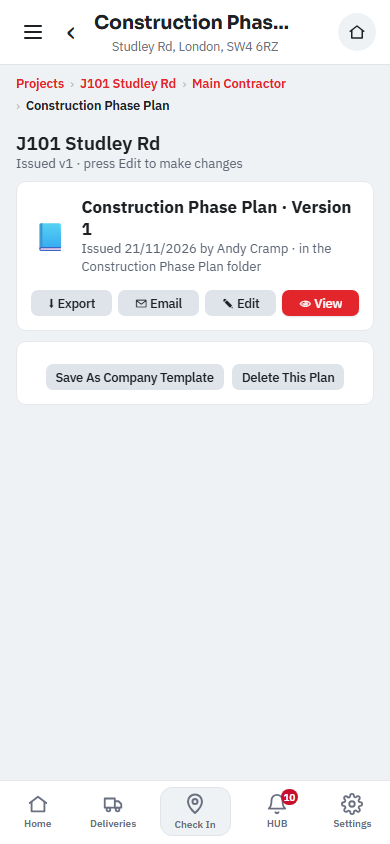 Construction Phas...
Studley Rd, London, SW4 6RZ
Projects › J101 Studley Rd › Main Contractor
› Construction Phase Plan
J101 Studley Rd
Issued v1 · press Edit to make changes
Construction Phase Plan · Version
1
Issued 21/11/2026 by Andy Cramp · in the
Construction Phase Plan folder
Export Email Edit View
Save As Company Template Delete This Plan
10
Home Deliveries Check In HUB Settings